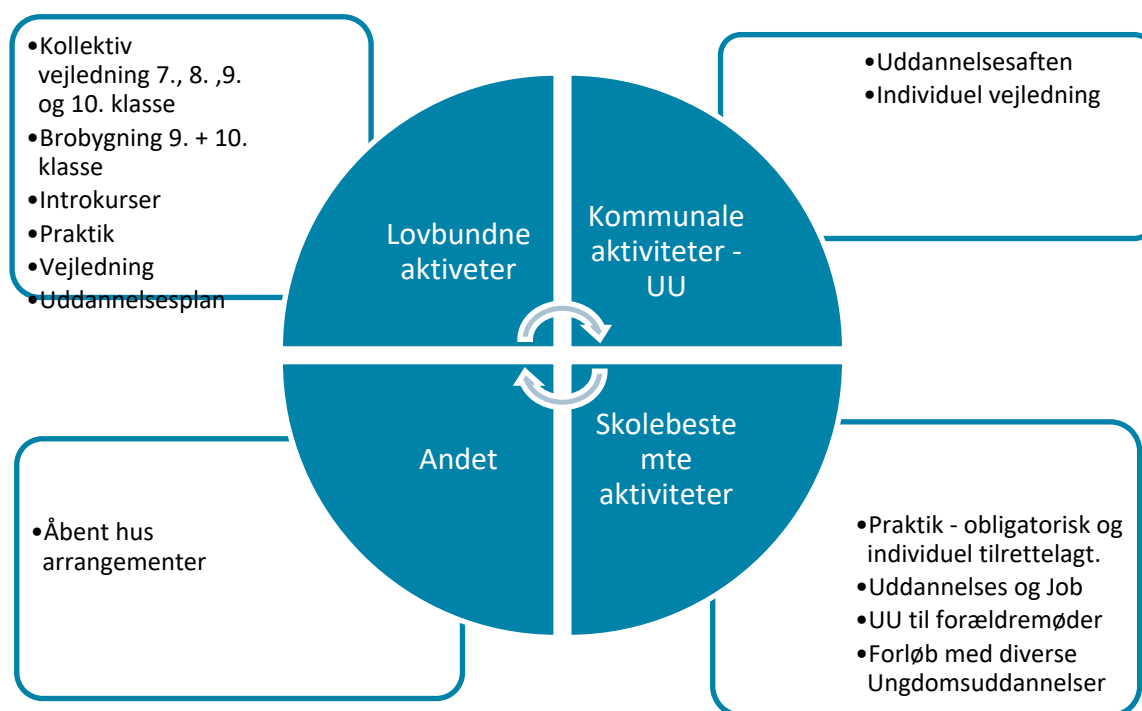 •Kollektiv
vejledning 7., 8. ,9.
og 10. klasse
•Brobygning 9. + 10.
klasse
•Introkurser
•Praktik
•Vejledning
•Uddannelsesplan
Lovbundne
aktiveter
•Uddannelsesaften
•Individuel vejledning
Kommunale
aktiviteter -
UU
Andet
•Åbent hus
arrangementer
Skolebeste
mte
aktiviteter
•Praktik - obligatorisk og
individuel tilrettelagt.
•Uddannelses og Job
•UU til forældremøder
•Forløb med diverse
Ungdomsuddannelser